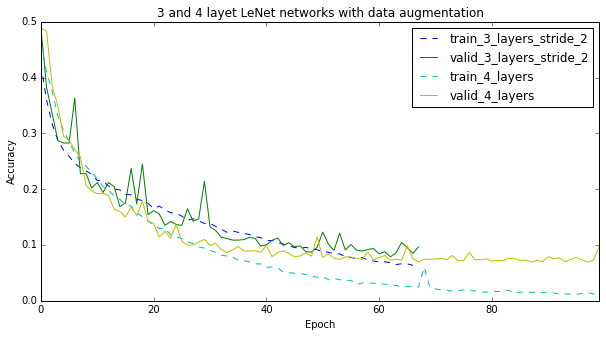 3 and 4 layet LeNet networks with data augmentation
0.5
0.4
0.3
0.2
0.1
0.0
Accuracy
train_3_layers_stride_2
valid_3_layers_stride_2
train_4_layers
valid_4_layers
0 20 40 60 80
Epoch